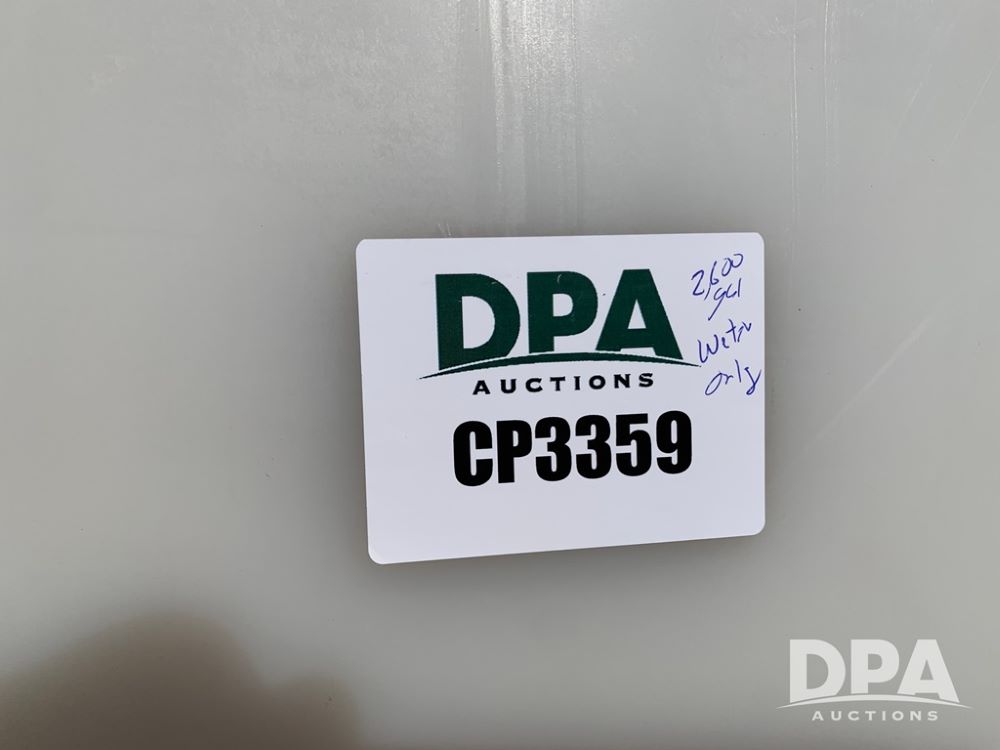 DPA
AUCTIONS
CP3359
2,600
gal
Water
only
DPA
AUCTIONS